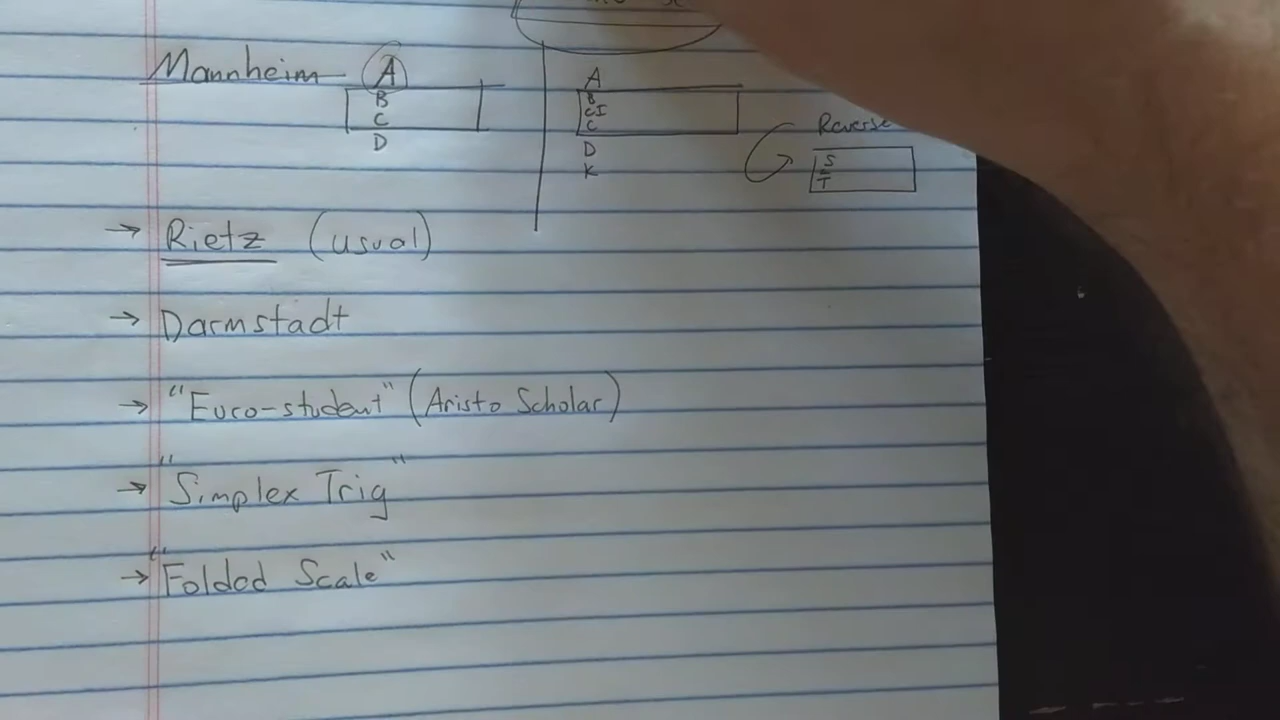 Mannheim A
B
C
D
A
B
CI
C
D
K
Reverse
S
T
→ Rietz (usual)
→ Darmstadt
→ "Euro-student" (Aristo Scholar)
→ "Simplex Trig"
→ "Folded Scale"